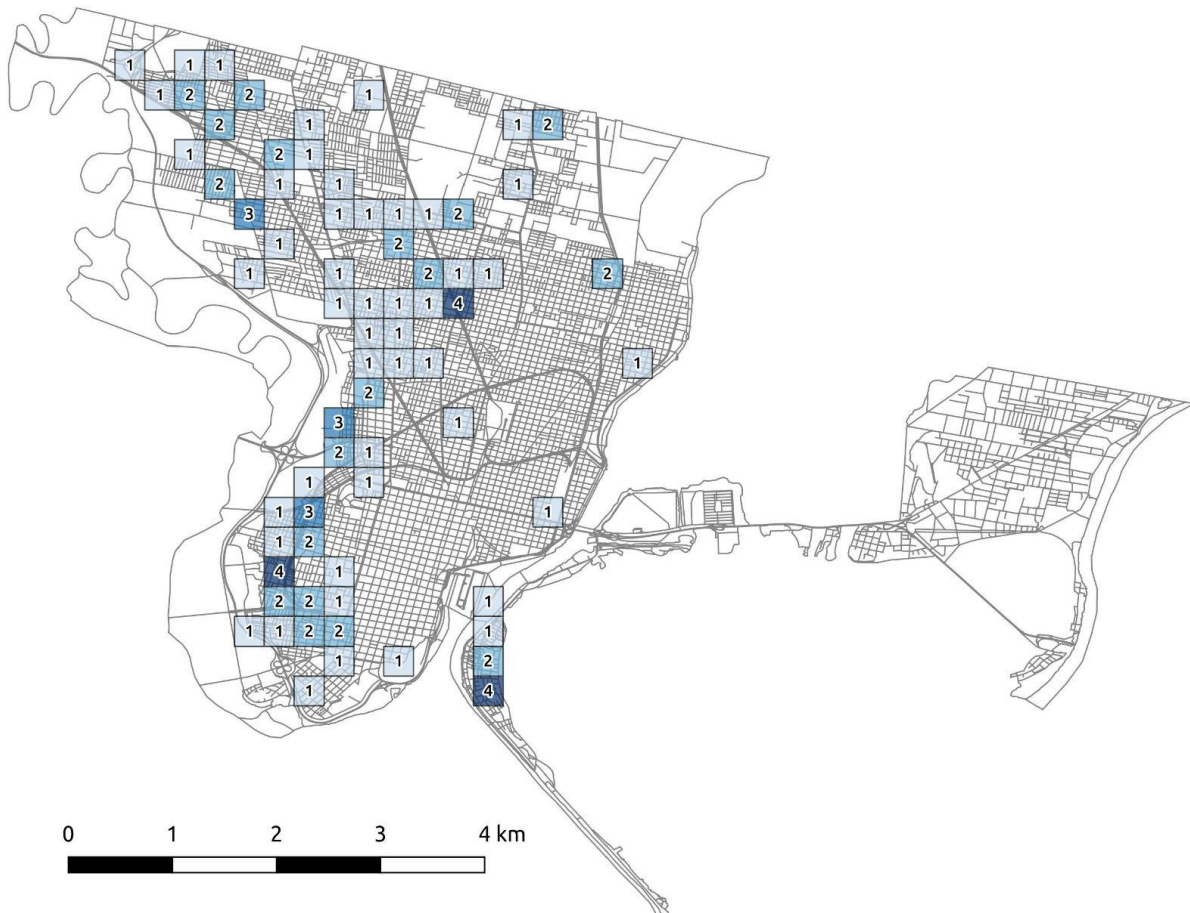 1 1 1
1 2 2 1
2 1 1 2
1 2 1
2 1 1 1
3 1 1 1 1 2
1 2
1 1 2 1 1 2
1 1 1 1 4
1 1
1 1 1 1
2
3 1
2 1
1 1
1 3 1
1 2
4 1
2 2 1 1
1 1 2 2 1
1 1 2
1 4
0 1 2 3 4 km